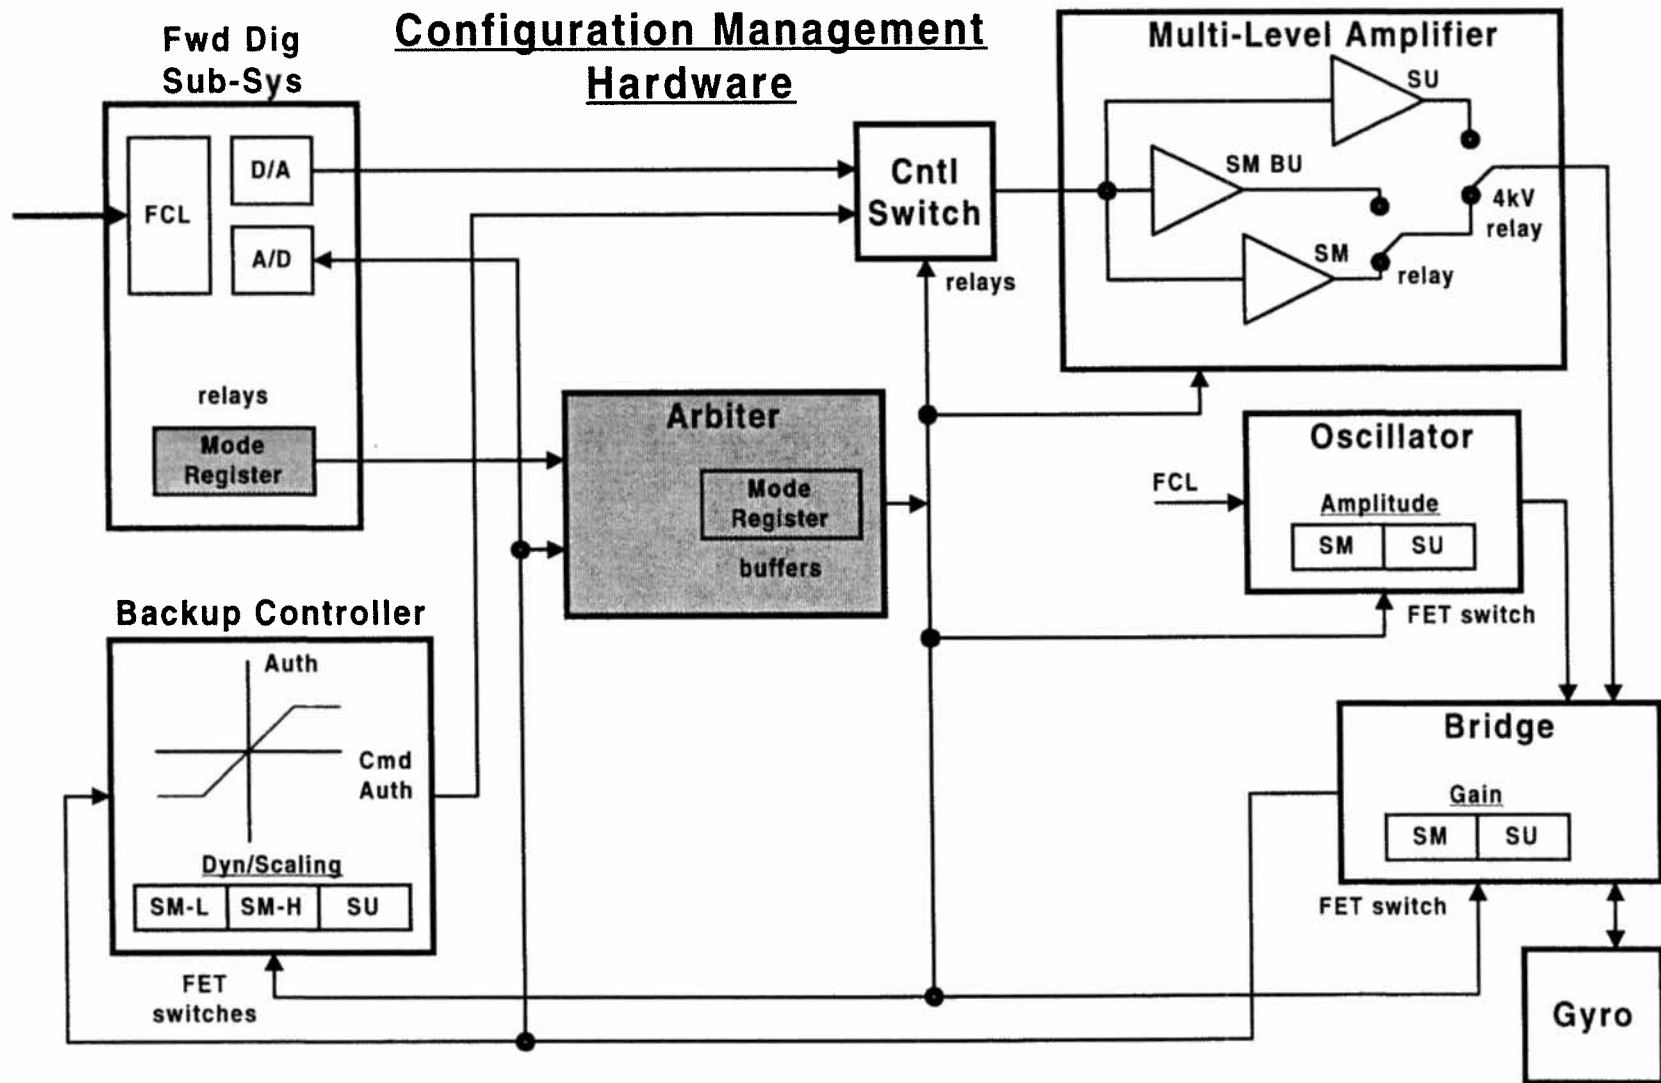 Configuration Management
Hardware
Fwd Dig
Sub-Sys
FCL
D/A
A/D
relays
Mode
Register
Cntl
Switch
relays
Multi-Level Amplifier
SU
SM BU
SM
4kV
relay
relay
Arbiter
Mode
Register
buffers
Oscillator
FCL
Amplitude
SM
SU
FET switch
Backup Controller
Auth
Cmd
Auth
Dyn/Scaling
SM-L
SM-H
SU
FET
switches
Bridge
Gain
SM
SU
FET switch
Gyro